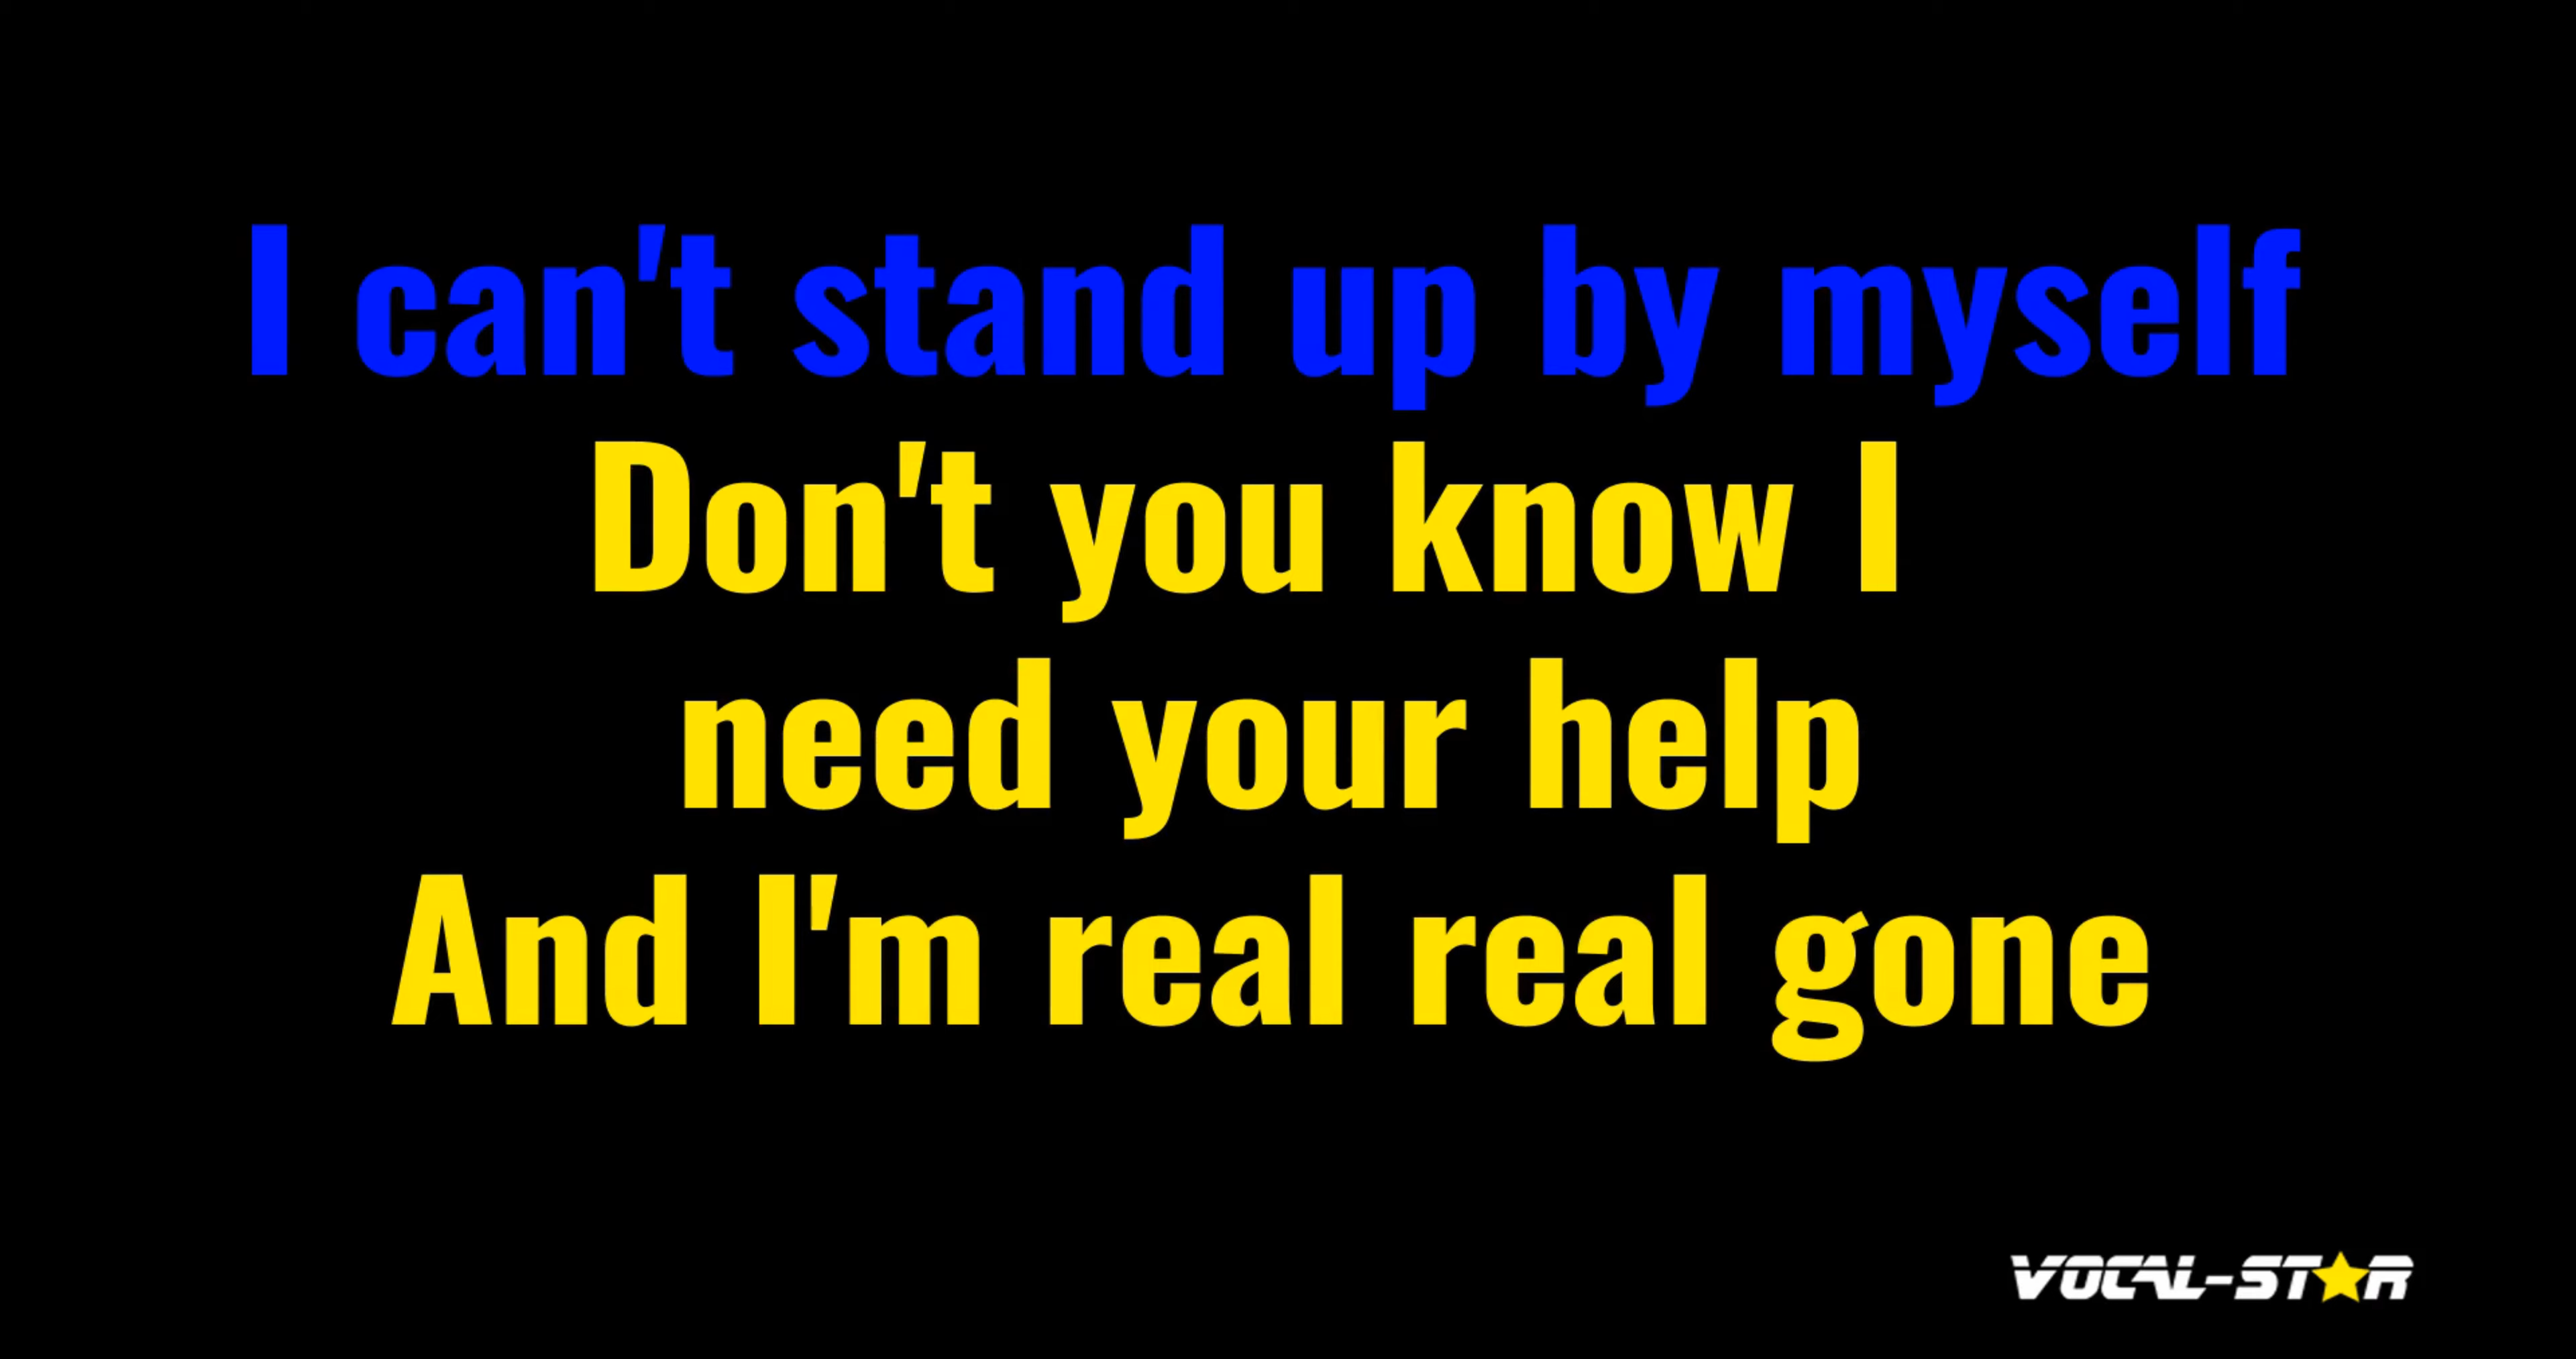 I can't stand up by myself
Don't you know I
need your help
And I'm real real gone
VOCAL-STAR